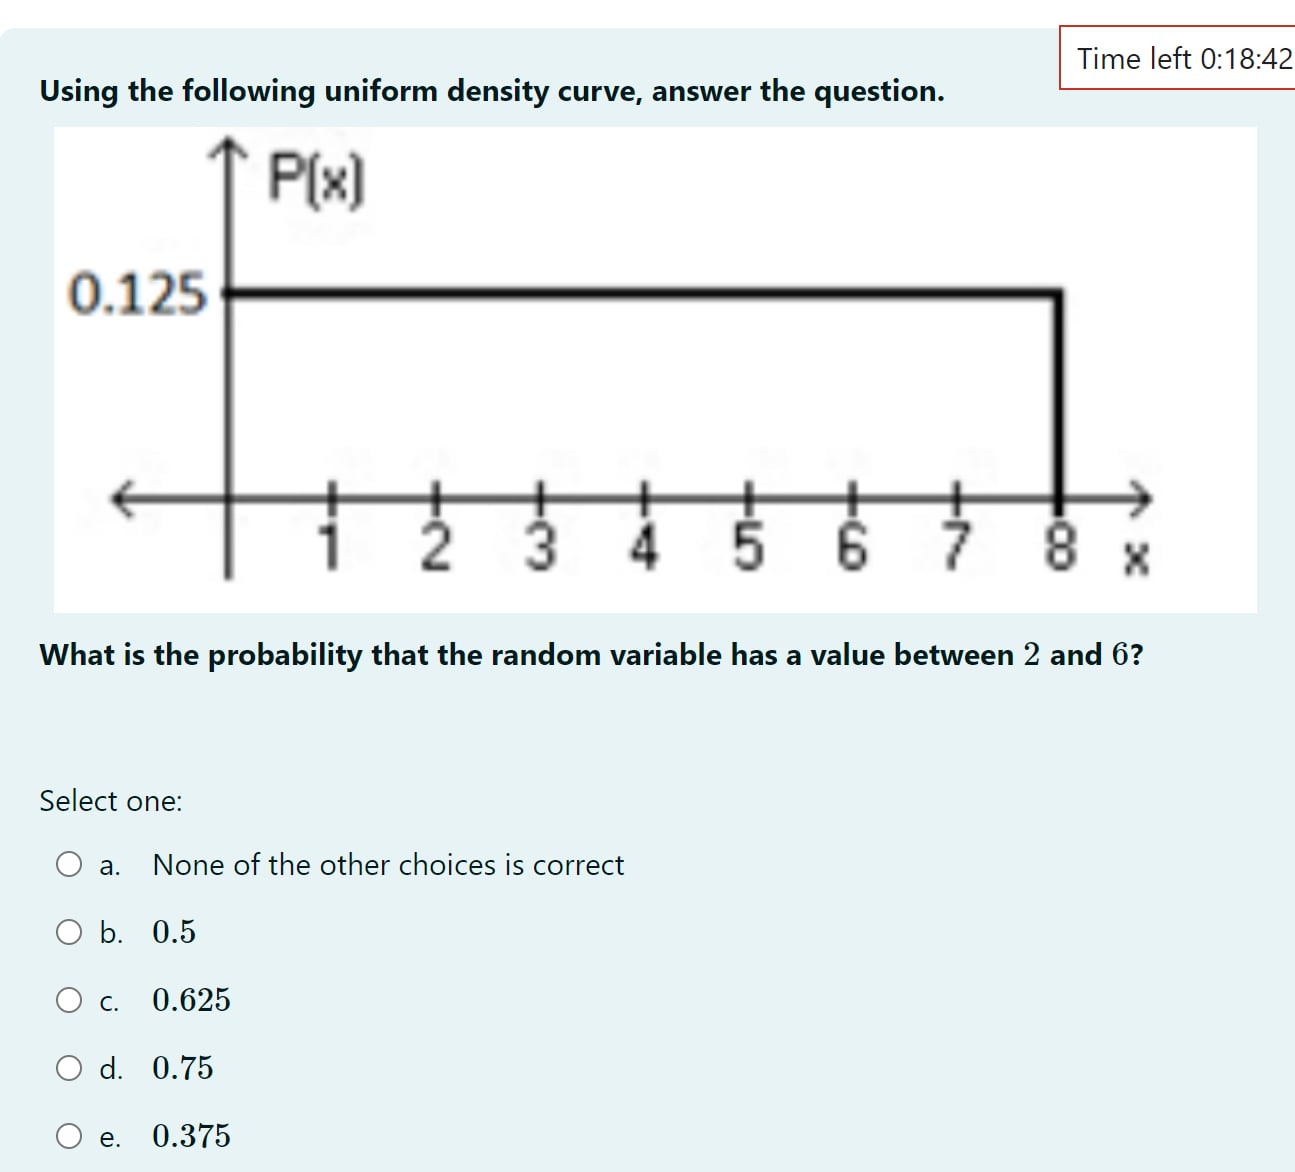 Time left 0:18:42
Using the following uniform density curve, answer the question.
P(x)
0.125
1 2 3 4 5 6 7 8 x
What is the probability that the random variable has a value between 2 and 6?
Select one:
a. None of the other choices is correct
b. 0.5
c. 0.625
d. 0.75
e. 0.375